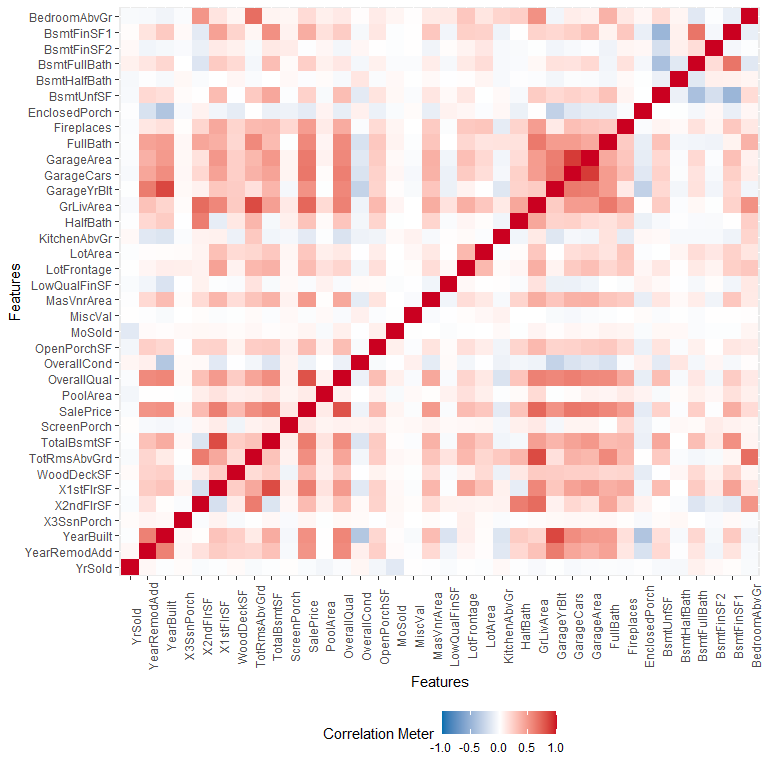 BedroomAbvGr
BsmtFinSF1
BsmtFinSF2
BsmtFullBath
BsmtHalfBath
BsmtUnfSF
EnclosedPorch
Fireplaces
FullBath
GarageArea
GarageCars
GarageYrBlt
GrLivArea
HalfBath
KitchenAbvGr
LotArea
LotFrontage
LowQualFinSF
MasVnrArea
MiscVal
MoSold
OpenPorchSF
OverallCond
OverallQual
PoolArea
SalePrice
ScreenPorch
TotalBsmtSF
TotRmsAbvGrd
WoodDeckSF
X1stFlrSF
X2ndFlrSF
X3SsnPorch
YearBuilt
YearRemodAdd
YrSold
Features
YrSold
YearRemodAdd
YearBuilt
X3SsnPorch
X2ndFlrSF
X1stFlrSF
WoodDeckSF
TotRmsAbvGrd
TotalBsmtSF
ScreenPorch
SalePrice
PoolArea
OverallQual
OverallCond
OpenPorchSF
MoSold
MiscVal
MasVnrArea
LowQualFinSF
LotFrontage
LotArea
KitchenAbvGr
HalfBath
GrLivArea
GarageYrBlt
GarageCars
GarageArea
FullBath
Fireplaces
EnclosedPorch
BsmtUnfSF
BsmtHalfBath
BsmtFullBath
BsmtFinSF2
BsmtFinSF1
BedroomAbvGr
Features
Correlation Meter
-1.0 -0.5 0.0 0.5 1.0